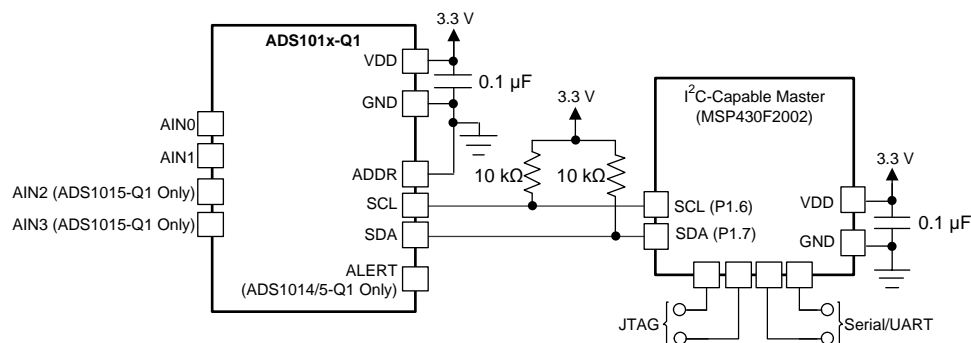 ADS101x-Q1
3.3 V
VDD
0.1 µF
GND
AIN0
AIN1
AIN2 (ADS1015-Q1 Only)
AIN3 (ADS1015-Q1 Only)
ADDR
SCL
SDA
ALERT
(ADS1014/5-Q1 Only)
3.3 V
10 kΩ
10 kΩ
I²C-Capable Master
(MSP430F2002)
SCL (P1.6)
SDA (P1.7)
3.3 V
VDD
0.1 µF
GND
JTAG
Serial/UART